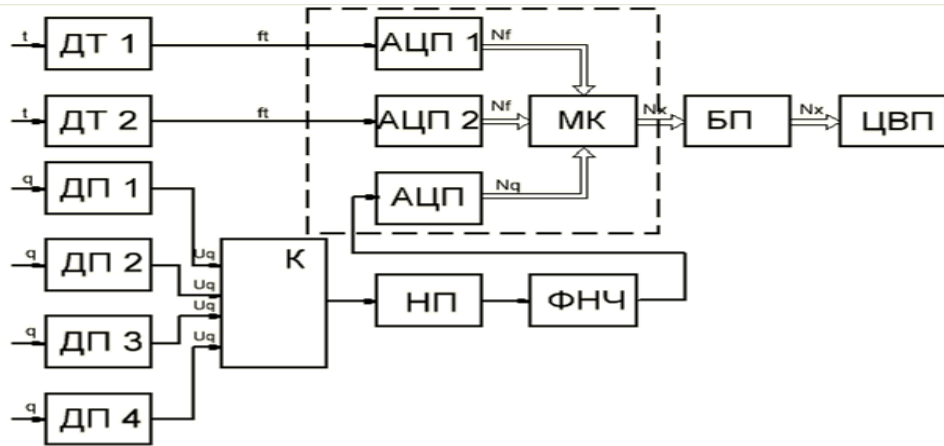 t ДТ 1 ft АЦП 1 Nf
t ДТ 2 ft АЦП 2 Nf МК Nx БП Nx ЦВП
q ДП 1 АЦП Nq
q ДП 2 Uq К
Uq НП ФНЧ
q ДП 3 Uq
Uq
q ДП 4